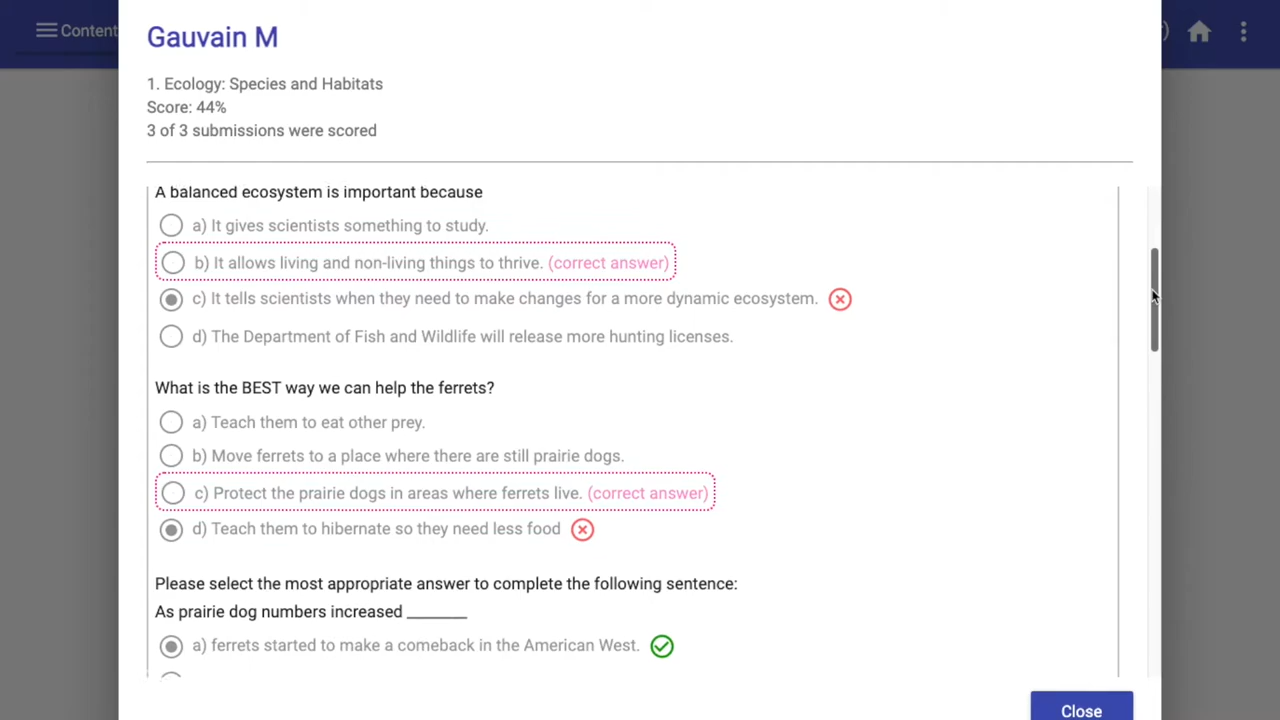 Content
Gauvain M
1. Ecology: Species and Habitats
Score: 44%
3 of 3 submissions were scored
A balanced ecosystem is important because
a) It gives scientists something to study.
b) It allows living and non-living things to thrive. (correct answer)
c) It tells scientists when they need to make changes for a more dynamic ecosystem.
d) The Department of Fish and Wildlife will release more hunting licenses.
What is the BEST way we can help the ferrets?
a) Teach them to eat other prey.
b) Move ferrets to a place where there are still prairie dogs.
c) Protect the prairie dogs in areas where ferrets live. (correct answer)
d) Teach them to hibernate so they need less food
Please select the most appropriate answer to complete the following sentence:
As prairie dog numbers increased _______
a) ferrets started to make a comeback in the American West.
Close